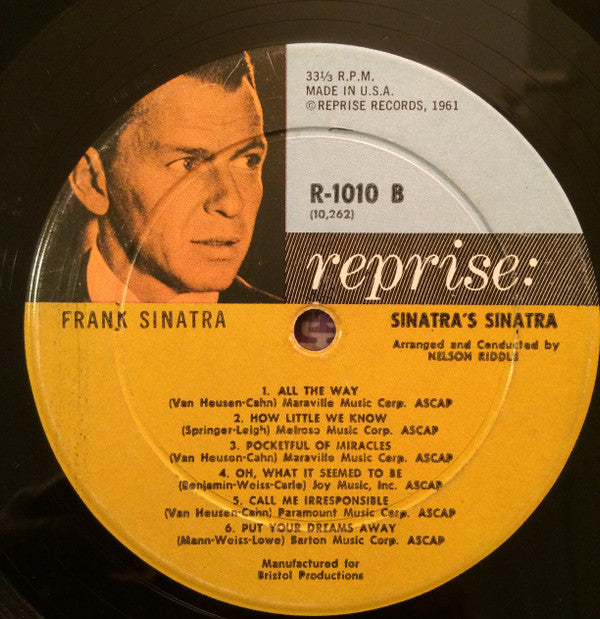 33⅓ R.P.M.
MADE IN U.S.A.
©REPRISE RECORDS, 1961
R-1010 B
(10,262)
reprise:
FRANK SINATRA
SINATRA'S SINATRA
Arranged and Conducted by
NELSON RIDDLE
1. ALL THE WAY
(Van Heusen-Cahn) Maraville Music Corp. ASCAP
2. HOW LITTLE WE KNOW
(Springer-Leigh) Melrose Music Corp. ASCAP
3. POCKETFUL OF MIRACLES
(Van Heusen-Cahn) Maraville Music Corp. ASCAP
4. OH, WHAT IT SEEMED TO BE
(Benjamin-Weiss-Carle) Joy Music, Inc. ASCAP
5. CALL ME IRRESPONSIBLE
(Van Heusen-Cahn) Paramount Music Corp. ASCAP
6. PUT YOUR DREAMS AWAY
(Mann-Weiss-Lowe) Barton Music Corp. ASCAP
Manufactured for
Bristol Productions